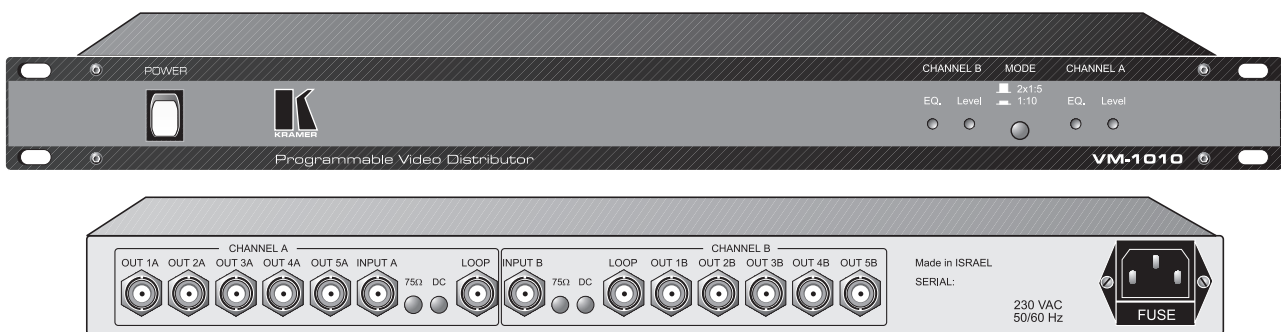 POWER
CHANNEL B MODE CHANNEL A
2x1:5
EQ. Level 1:10 EQ. Level
KRAMER
Programmable Video Distributor
VM-1010
CHANNEL A
CHANNEL B
OUT 1A OUT 2A OUT 3A OUT 4A OUT 5A INPUT A LOOP INPUT B LOOP OUT 1B OUT 2B OUT 3B OUT 4B OUT 5B
75Ω DC
75Ω DC
Made in ISRAEL
SERIAL:
230 VAC
50/60 Hz
FUSE